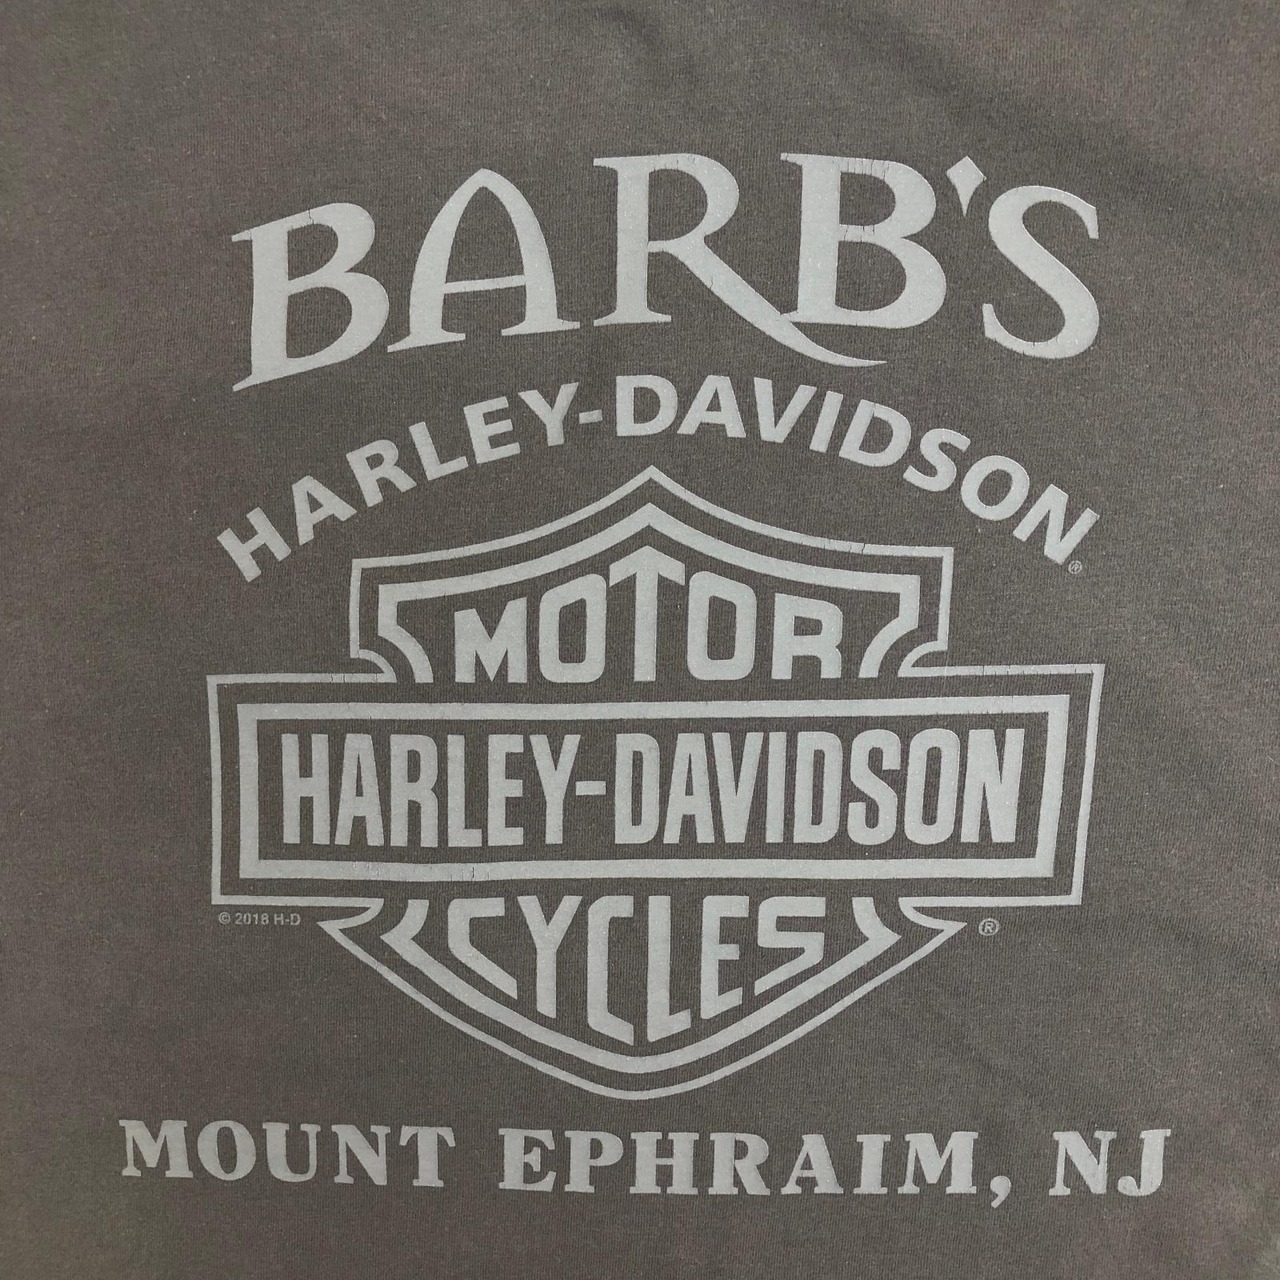 BARB'S
HARLEY-DAVIDSON®
MOTOR
HARLEY-DAVIDSON
CYCLES
© 2018 H-D ®
MOUNT EPHRAIM, NJ